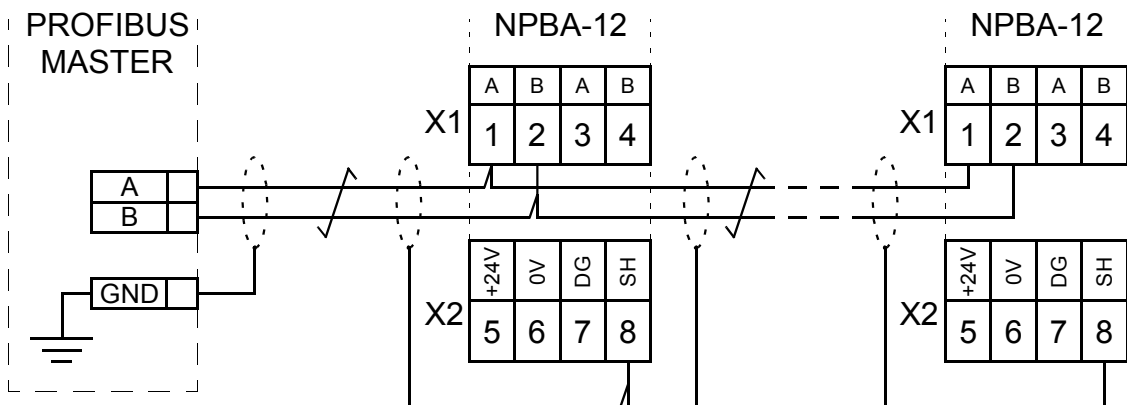 PROFIBUS
MASTER
A
B
GND
NPBA-12
A B A B
X1 1 2 3 4
+24V 0V DG SH
X2 5 6 7 8
NPBA-12
A B A B
X1 1 2 3 4
+24V 0V DG SH
X2 5 6 7 8